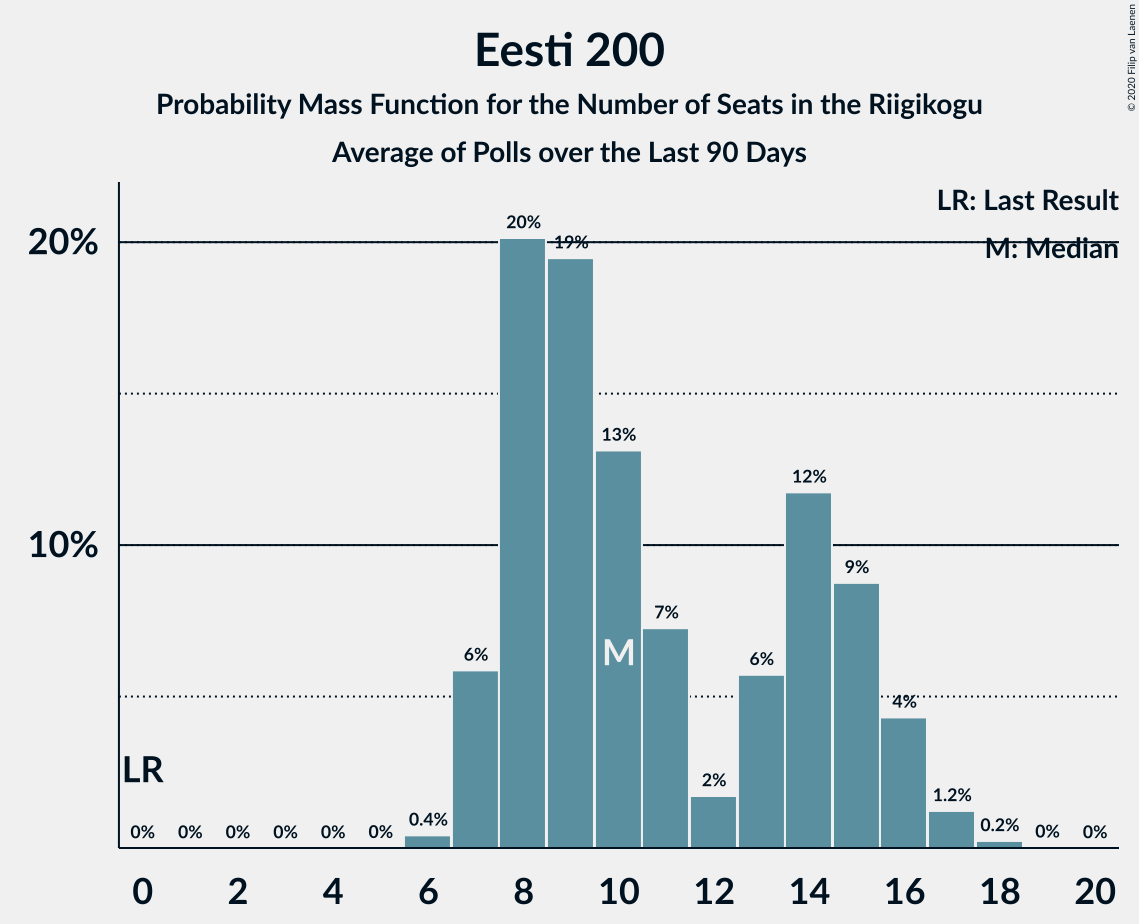 Eesti 200
Probability Mass Function for the Number of Seats in the Riigikogu
Average of Polls over the Last 90 Days
© 2020 Filip van Laenen
LR: Last Result
M: Median
20%
10%
20%
19%
13%
12%
9%
7%
6%
6%
4%
M
2%
1.2%
LR
0.4%
0.2%
0% 0% 0% 0% 0% 0% 0% 0%
0 2 4 6 8 10 12 14 16 18 20